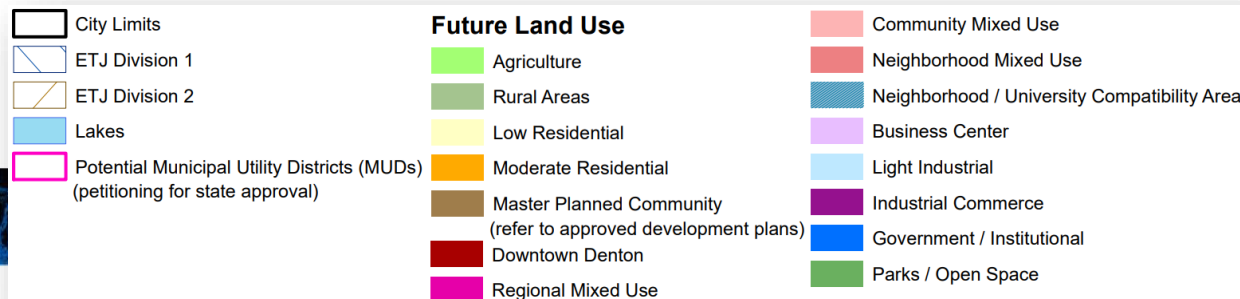 City Limits
ETJ Division 1
ETJ Division 2
Lakes
Potential Municipal Utility Districts (MUDs)
(petitioning for state approval)
Future Land Use
Agriculture
Rural Areas
Low Residential
Moderate Residential
Master Planned Community
(refer to approved development plans)
Downtown Denton
Regional Mixed Use
Community Mixed Use
Neighborhood Mixed Use
Neighborhood / University Compatibility Area
Business Center
Light Industrial
Industrial Commerce
Government / Institutional
Parks / Open Space